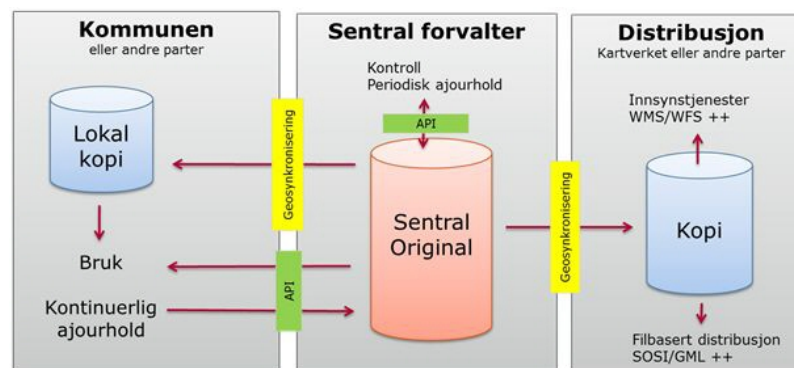 Kommunen
eller andre parter
Lokal
kopi
Bruk
Kontinuerlig
ajourhold
Geosynkronisering
API
Sentral forvalter
Kontroll
Periodisk ajourhold
API
Sentral
Original
Geosynkronisering
Distribusjon
Kartverket eller andre parter
Innsynstjenester
WMS/WFS ++
Kopi
Filbasert distribusjon
SOSI/GML ++